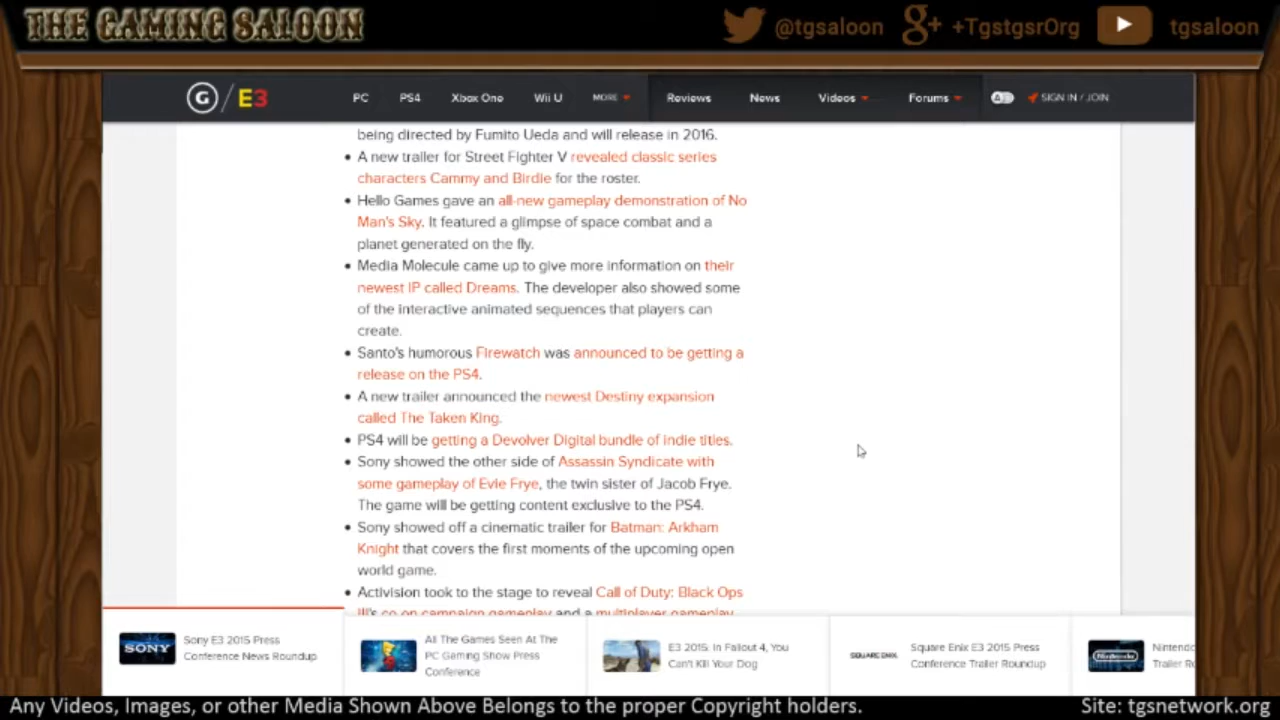 THE GAMING SALOON
@tgsaloon
+TgstgsrOrg
tgsaloon
G / E3
PC PS4 Xbox One Wii U MORE Reviews News Videos Forums SIGN IN / JOIN
being directed by Fumito Ueda and will release in 2016.
• A new trailer for Street Fighter V revealed classic series
characters Cammy and Birdie for the roster.
• Hello Games gave an all-new gameplay demonstration of No
Man's Sky. It featured a glimpse of space combat and a
planet generated on the fly.
• Media Molecule came up to give more information on their
newest IP called Dreams. The developer also showed some
of the interactive animated sequences that players can
create.
• Santo's humorous Firewatch was announced to be getting a
release on the PS4.
• A new trailer announced the newest Destiny expansion
called The Taken King.
• PS4 will be getting a Devolver Digital bundle of indie titles.
• Sony showed the other side of Assassin Syndicate with
some gameplay of Evie Frye, the twin sister of Jacob Frye.
The game will be getting content exclusive to the PS4.
• Sony showed off a cinematic trailer for Batman: Arkham
Knight that covers the first moments of the upcoming open
world game.
• Activision took to the stage to reveal Call of Duty: Black Ops
III's co-op campaign gameplay and a multiplayer gameplay
SONY
Sony E3 2015 Press
Conference News Roundup
All The Games Seen At The
PC Gaming Show Press
Conference
E3 2015: In Fallout 4, You
Can't Kill Your Dog
SQUARE ENIX
Square Enix E3 2015 Press
Conference Trailer Roundup
Nintendo
Nintendo
Trailer Ro
Any Videos, Images, or other Media Shown Above Belongs to the proper Copyright holders.
Site: tgsnetwork.org